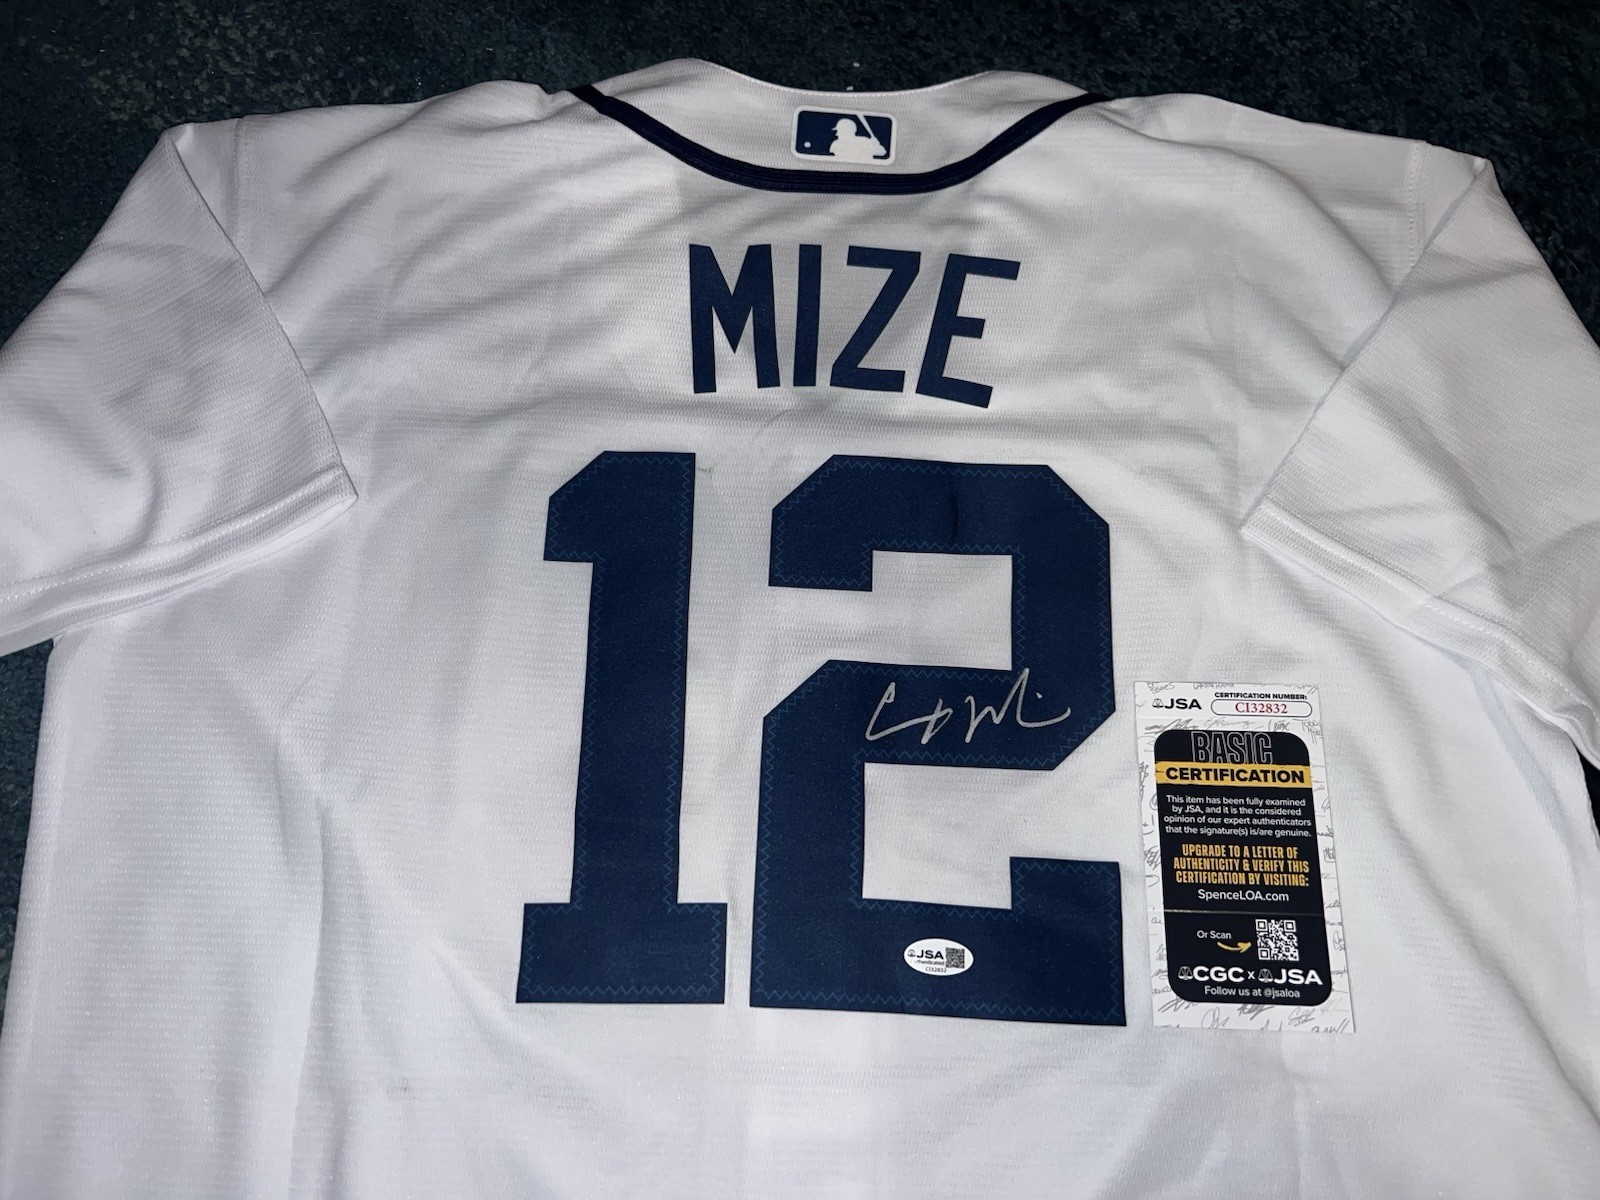 MIZE
12
JSA
CERTIFICATION NUMBER:
CI32832
BASIC
CERTIFICATION
This item has been fully examined
by JSA, and it is the considered
opinion of our expert authenticators
that the signature(s) is/are genuine.
UPGRADE TO A LETTER OF
AUTHENTICITY & VERIFY THIS
CERTIFICATION BY VISITING:
SpenceLOA.com
Or Scan
CGC x JSA
Follow us at @jsaloa
JSA
Authenticated
CI32832